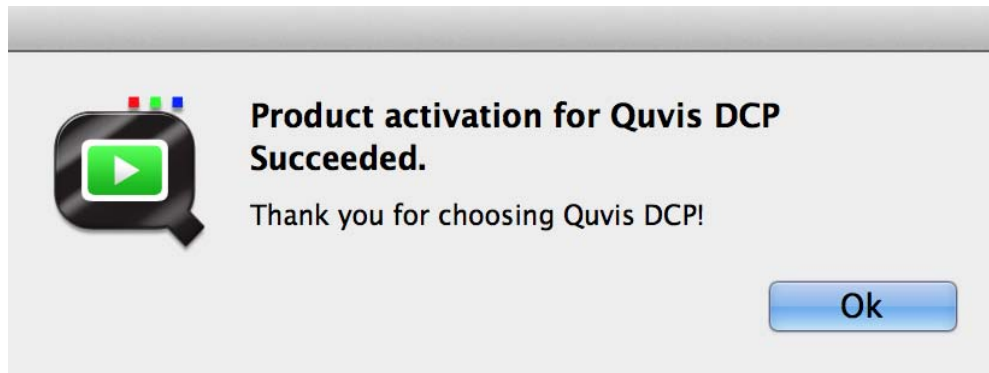 Product activation for Quvis DCP
Succeeded.
Thank you for choosing Quvis DCP!
Ok